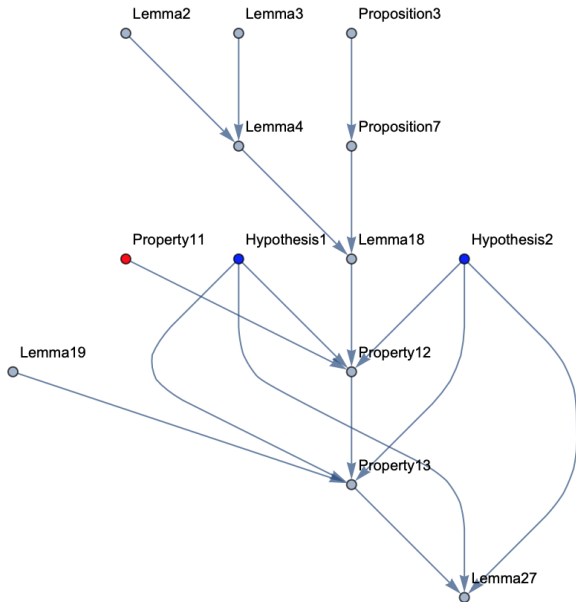 Lemma2
Lemma3
Proposition3
Lemma4
Proposition7
Property11
Hypothesis1
Lemma18
Hypothesis2
Lemma19
Property12
Property13
Lemma27